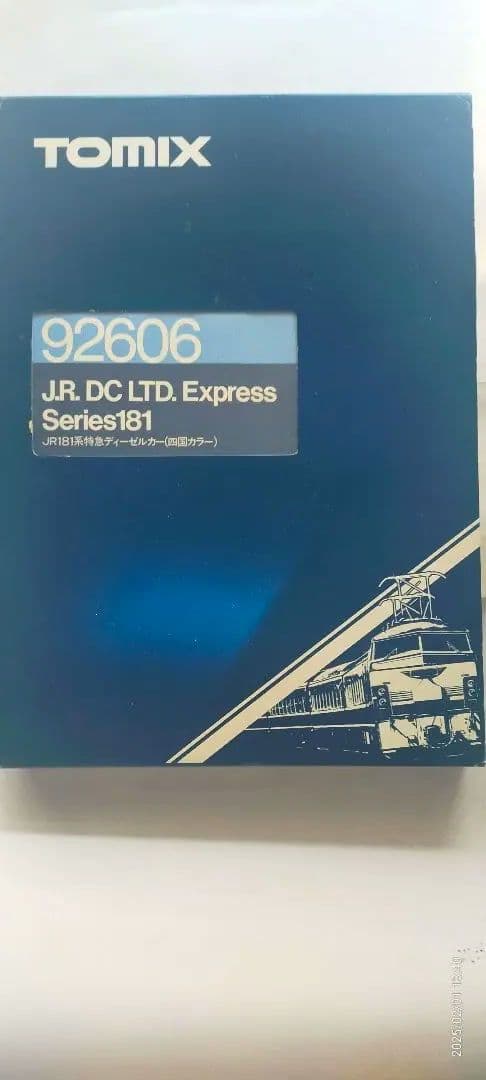 TOMIX
92606
J.R. DC LTD. Express
Series181
JR181系特急ディーゼルカー(四国カラー)